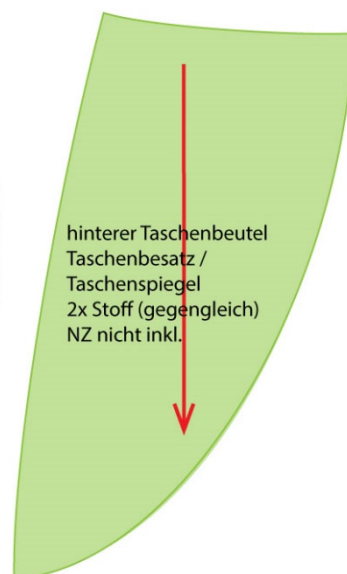 hinterer Taschenbeutel
Taschenbesatz /
Taschenspiegel
2x Stoff (gegengleich)
NZ nicht inkl.